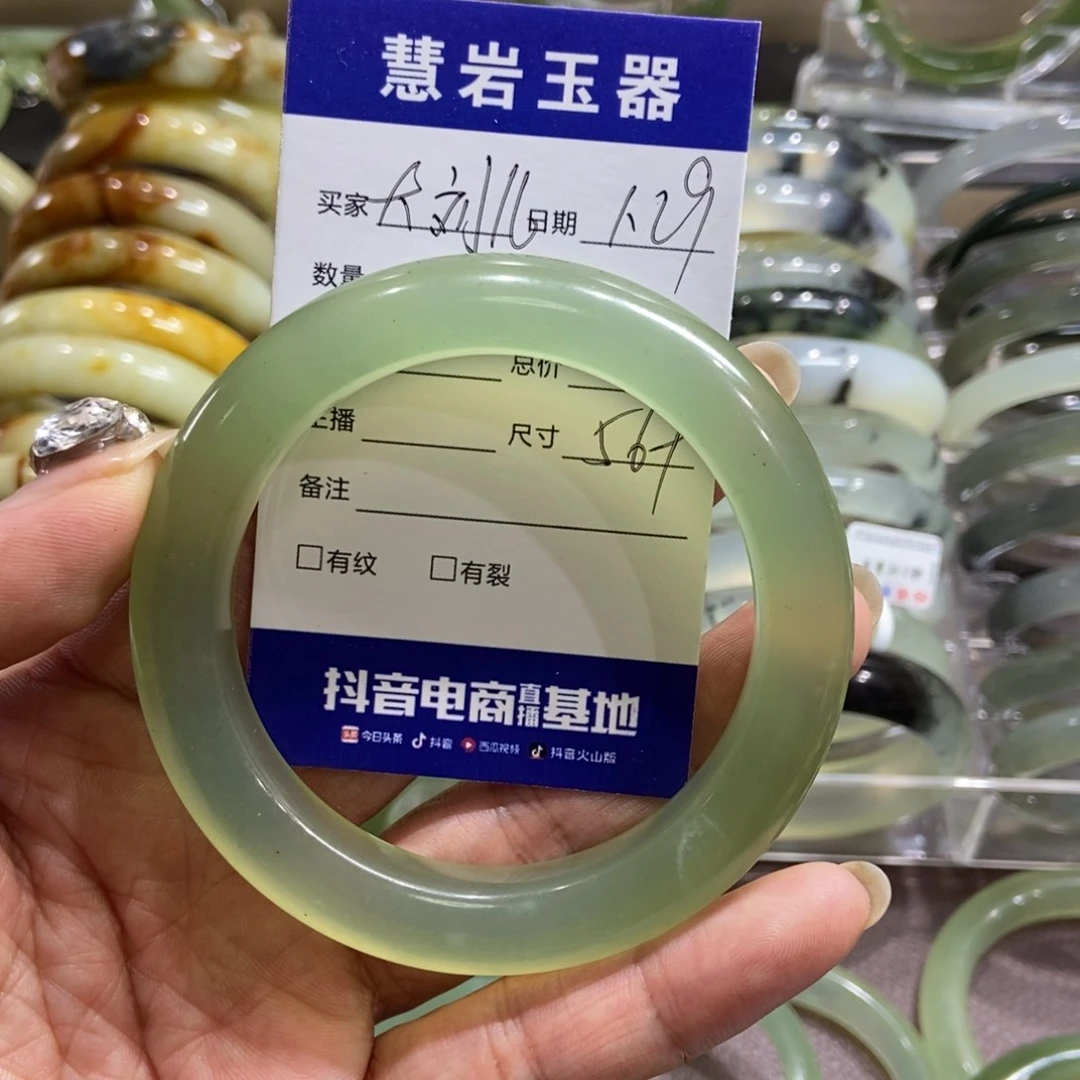 慧岩玉器
买家 日期 1.29
数量
总价
主播 尺寸 561
备注
□有纹 □有裂
抖音电商直播基地
今日头条 抖音 西瓜视频 抖音火山版